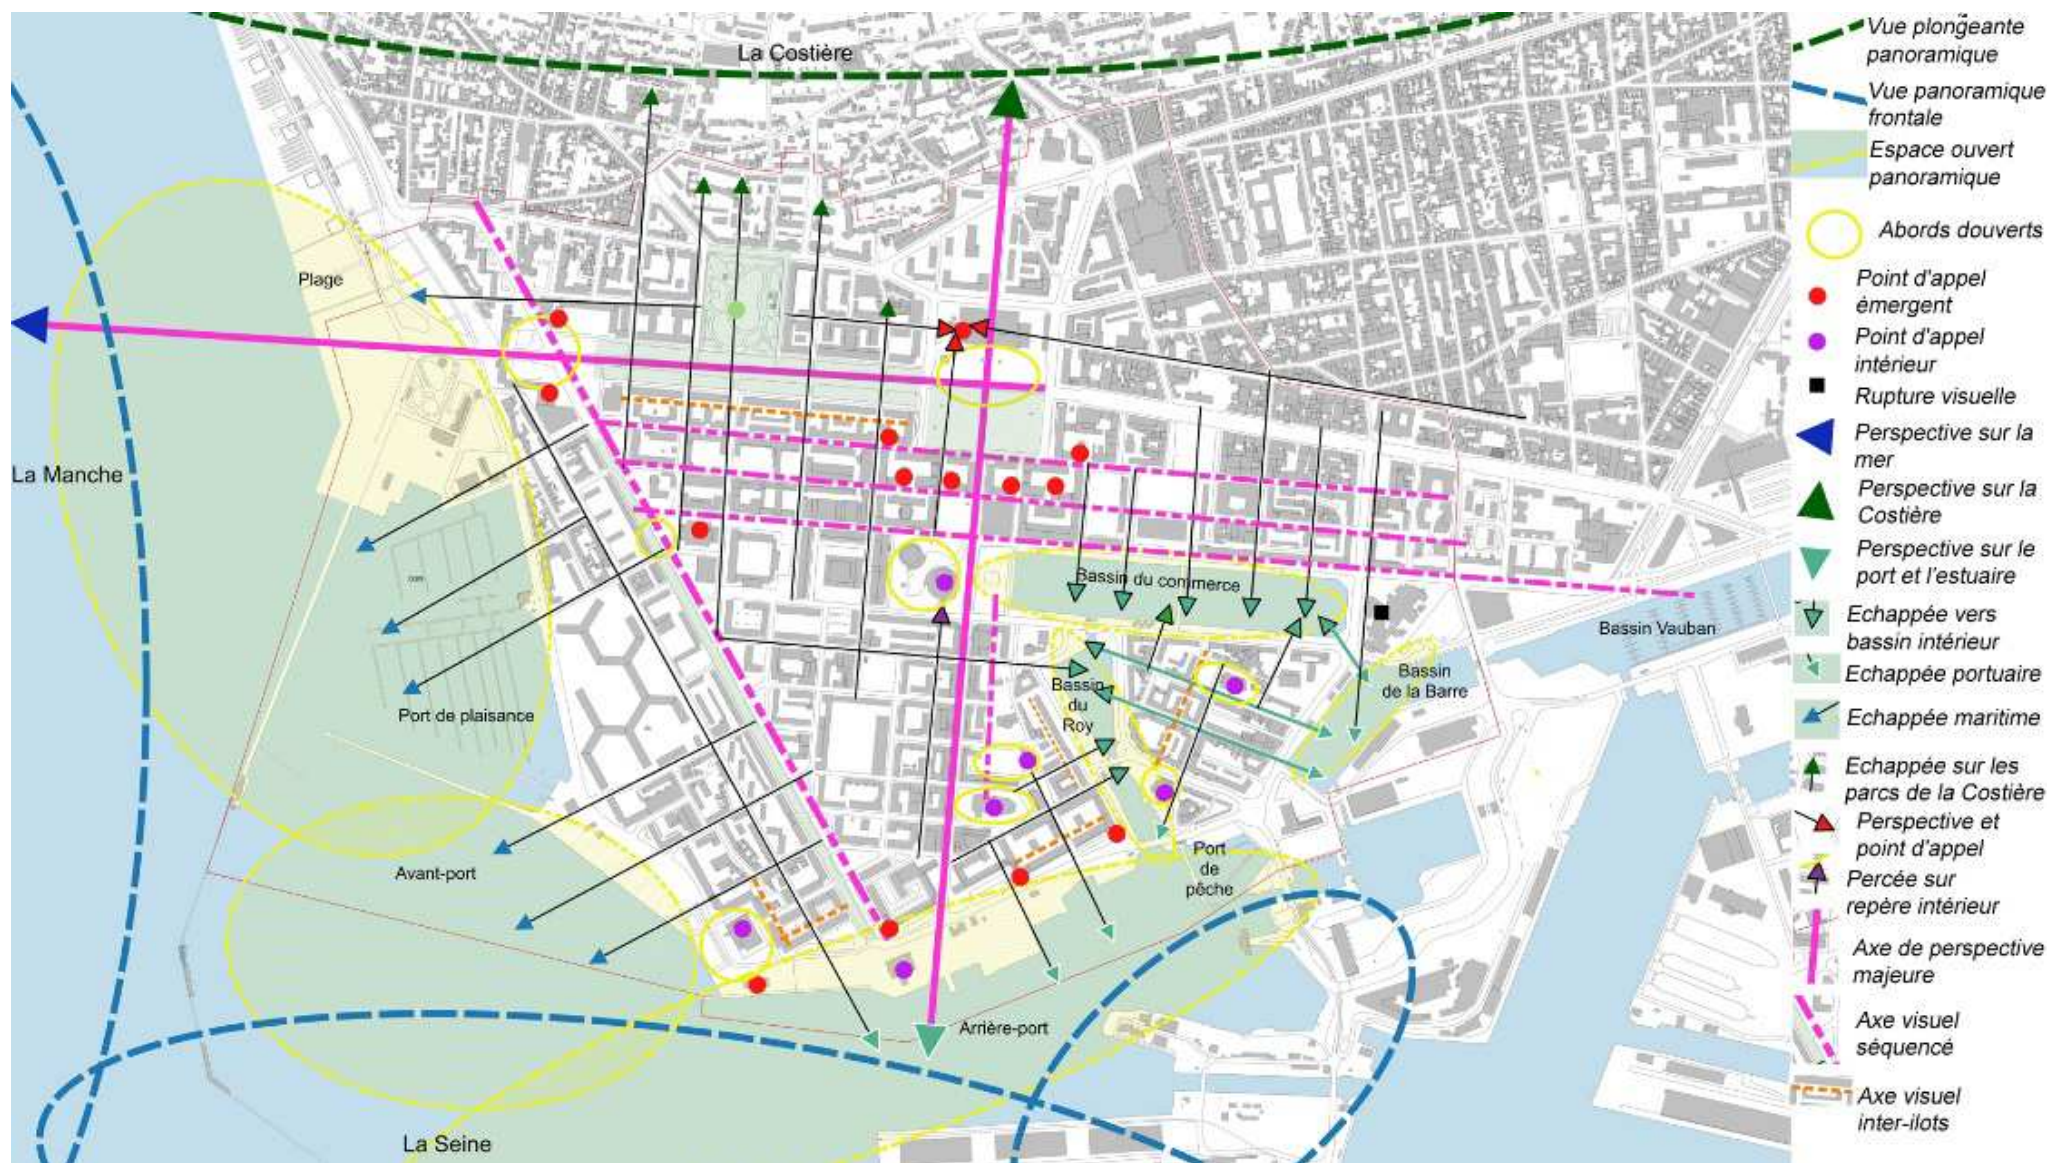 La Costière
Plage
La Manche
Port de plaisance
Avant-port
La Seine
Arrière-port
Port
de
pêche
Bassin du commerce
Bassin
du
Roy
Bassin
de la Barre
Bassin Vauban
Vue plongeante
panoramique
Vue panoramique
frontale
Espace ouvert
panoramique
Abords douverts
Point d'appel
émergent
Point d'appel
intérieur
Rupture visuelle
Perspective sur la
mer
Perspective sur la
Costière
Perspective sur le
port et l'estuaire
Echappée vers
bassin intérieur
Echappée portuaire
Echappée maritime
Echappée sur les
parcs de la Costière
Perspective et
point d'appel
Percée sur
repère intérieur
Axe de perspective
majeure
Axe visuel
séquencé
Axe visuel
inter-ilots